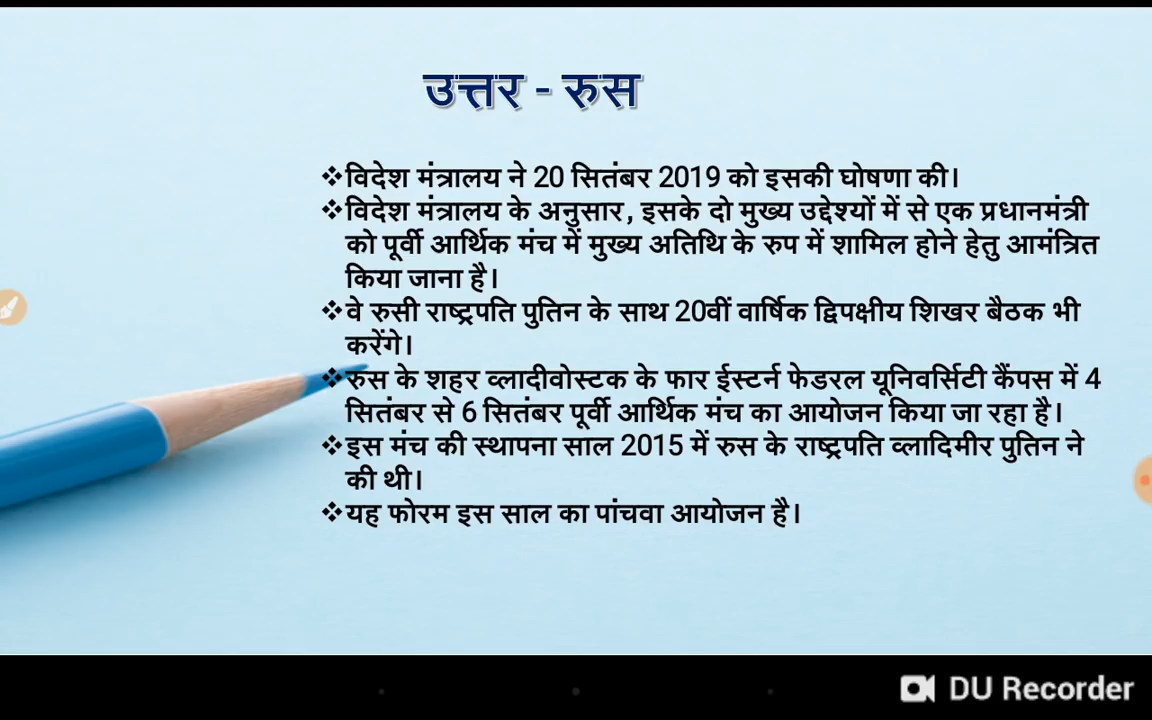 उत्तर - रुस
❖विदेश मंत्रालय ने 20 सितंबर 2019 को इसकी घोषणा की।
❖विदेश मंत्रालय के अनुसार, इसके दो मुख्य उद्देश्यों में से एक प्रधानमंत्री
को पूर्वी आर्थिक मंच में मुख्य अतिथि के रुप में शामिल होने हेतु आमंत्रित
किया जाना है।
❖वे रुसी राष्ट्रपति पुतिन के साथ 20वीं वार्षिक द्विपक्षीय शिखर बैठक भी
करेंगे।
❖रुस के शहर व्लादीवोस्टक के फार ईस्टर्न फेडरल यूनिवर्सिटी कैंपस में 4
सितंबर से 6 सितंबर पूर्वी आर्थिक मंच का आयोजन किया जा रहा है।
❖इस मंच की स्थापना साल 2015 में रुस के राष्ट्रपति व्लादिमीर पुतिन ने
की थी।
❖यह फोरम इस साल का पांचवा आयोजन है।
DU Recorder